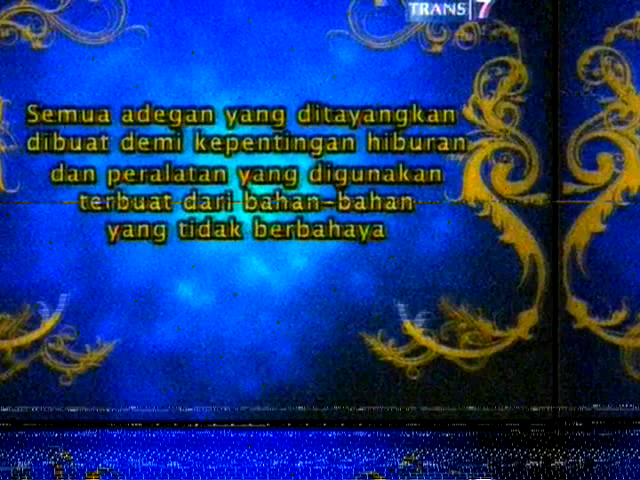 TRANS 7
Semua adegan yang ditayangkan
dibuat demi kepentingan hiburan
dan peralatan yang digunakan
terbuat dari bahan-bahan
yang tidak berbahaya